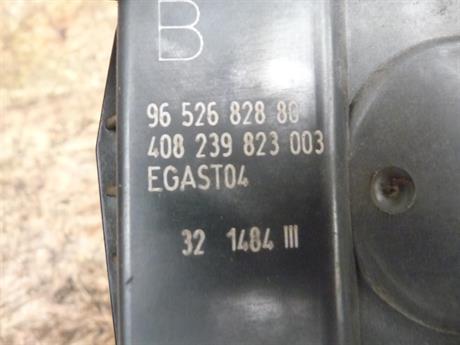 B
96 526 828 80
408 239 823 003
EGAST04
32 1484 III